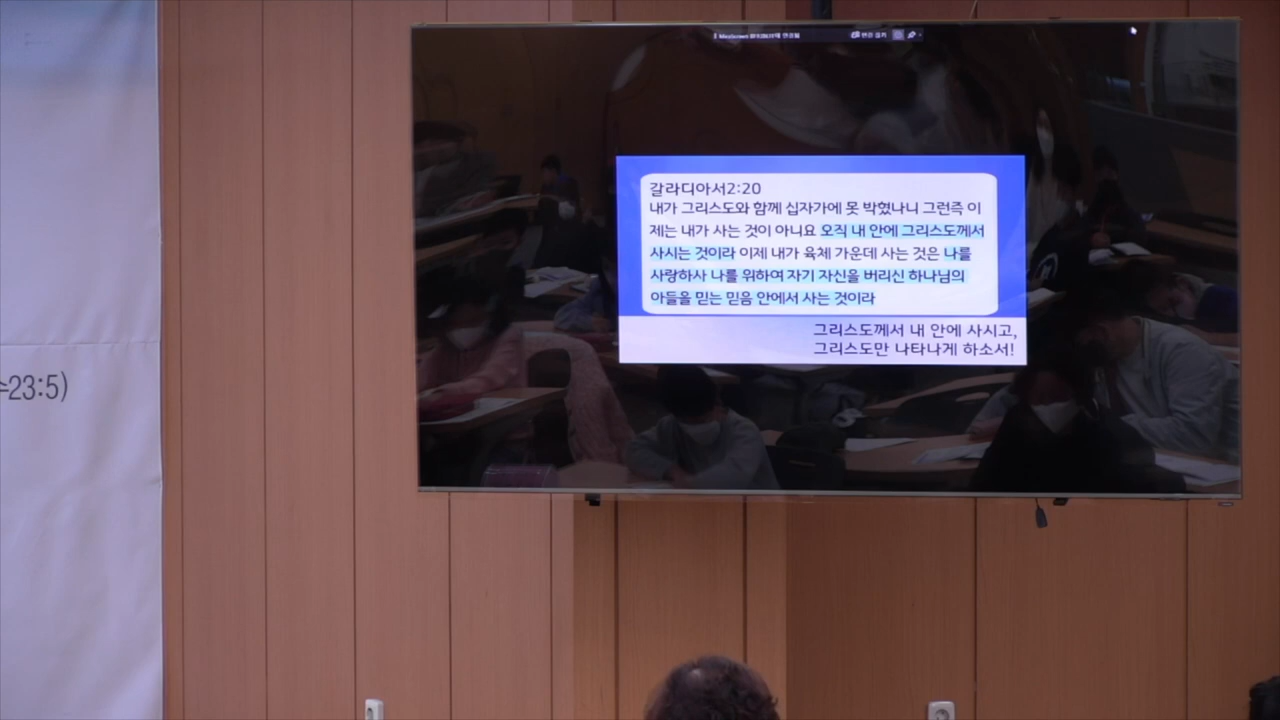 갈라디아서2:20
내가 그리스도와 함께 십자가에 못 박혔나니 그런즉 이
제는 내가 사는 것이 아니요 오직 내 안에 그리스도께서
사시는 것이라 이제 내가 육체 가운데 사는 것은 나를
사랑하사 나를 위하여 자기 자신을 버리신 하나님의
아들을 믿는 믿음 안에서 사는 것이라
그리스도께서 내 안에 사시고,
그리스도만 나타나게 하소서!
23:5)